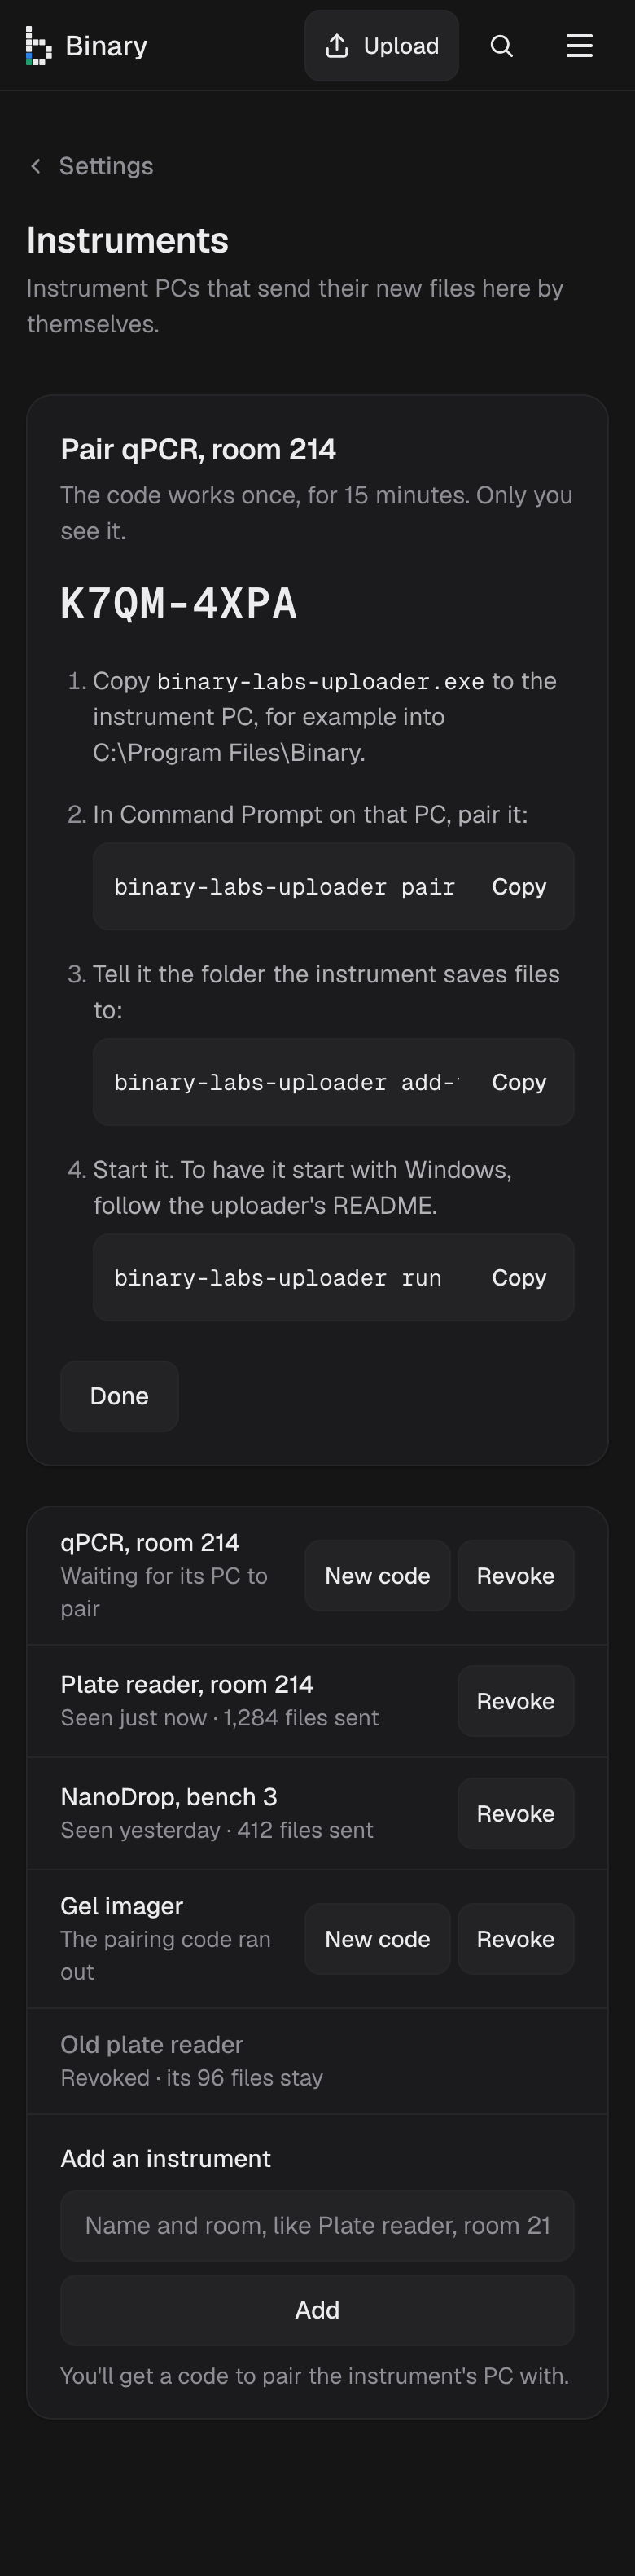 Binary
Upload
Settings
Instruments
Instrument PCs that send their new files here by
themselves.
Pair qPCR, room 214
The code works once, for 15 minutes. Only you
see it.
K7QM-4XPA
1. Copy binary-labs-uploader.exe to the
instrument PC, for example into
C:\Program Files\Binary.
2. In Command Prompt on that PC, pair it:
binary-labs-uploader pair
Copy
3. Tell it the folder the instrument saves files
to:
binary-labs-uploader add-
Copy
4. Start it. To have it start with Windows,
follow the uploader's README.
binary-labs-uploader run
Copy
Done
qPCR, room 214
Waiting for its PC to
pair
New code
Revoke
Plate reader, room 214
Seen just now · 1,284 files sent
Revoke
NanoDrop, bench 3
Seen yesterday · 412 files sent
Revoke
Gel imager
The pairing code ran
out
New code
Revoke
Old plate reader
Revoked · its 96 files stay
Add an instrument
Name and room, like Plate reader, room 21
Add
You'll get a code to pair the instrument's PC with.